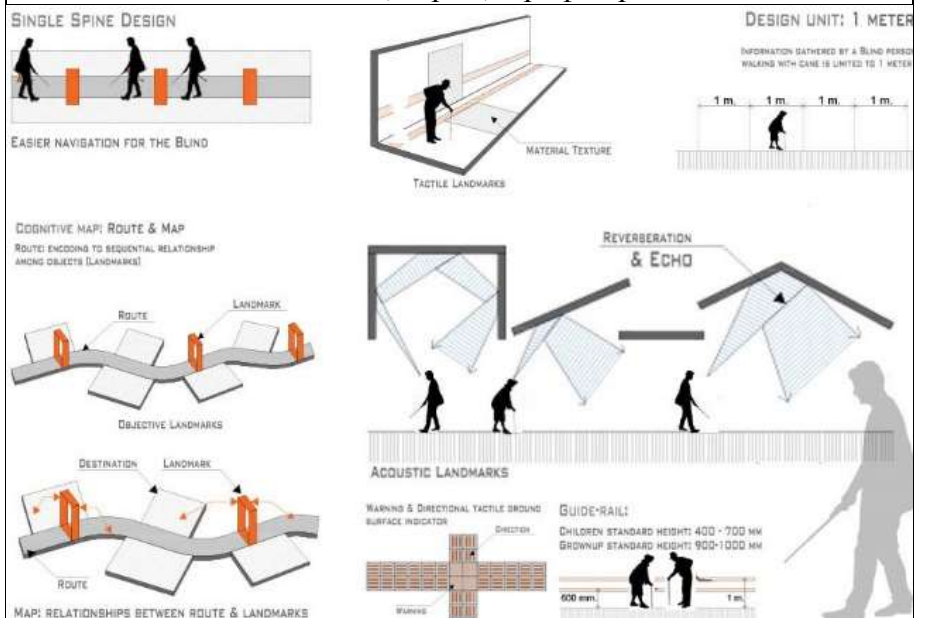 SINGLE SPINE DESIGN
EASIER NAVIGATION FOR THE BLIND
MATERIAL TEXTURE
TACTILE LANDMARKS
DESIGN UNIT: 1 METER
INFORMATION GATHERED BY A BLIND PERSON
WALKING WITH CANE IS LIMITED TO 1 METER
1 m. 1 m. 1 m. 1 m.
COGNITIVE MAP: ROUTE & MAP
ROUTE: ENCODING TO SEQUENTIAL RELATIONSHIP
AMONG OBJECTS (LANDMARKS)
ROUTE
LANDMARK
OBJECTIVE LANDMARKS
DESTINATION
LANDMARK
ROUTE
MAP: RELATIONSHIPS BETWEEN ROUTE & LANDMARKS
REVERBERATION
& ECHO
ACOUSTIC LANDMARKS
WARNING & DIRECTIONAL TACTILE GROUND
SURFACE INDICATOR
DIRECTION
WARNING
GUIDE-RAIL:
CHILDREN STANDARD HEIGHT: 400 - 700 MM
GROWNUP STANDARD HEIGHT: 900-1000 MM
600 mm.
1 m.